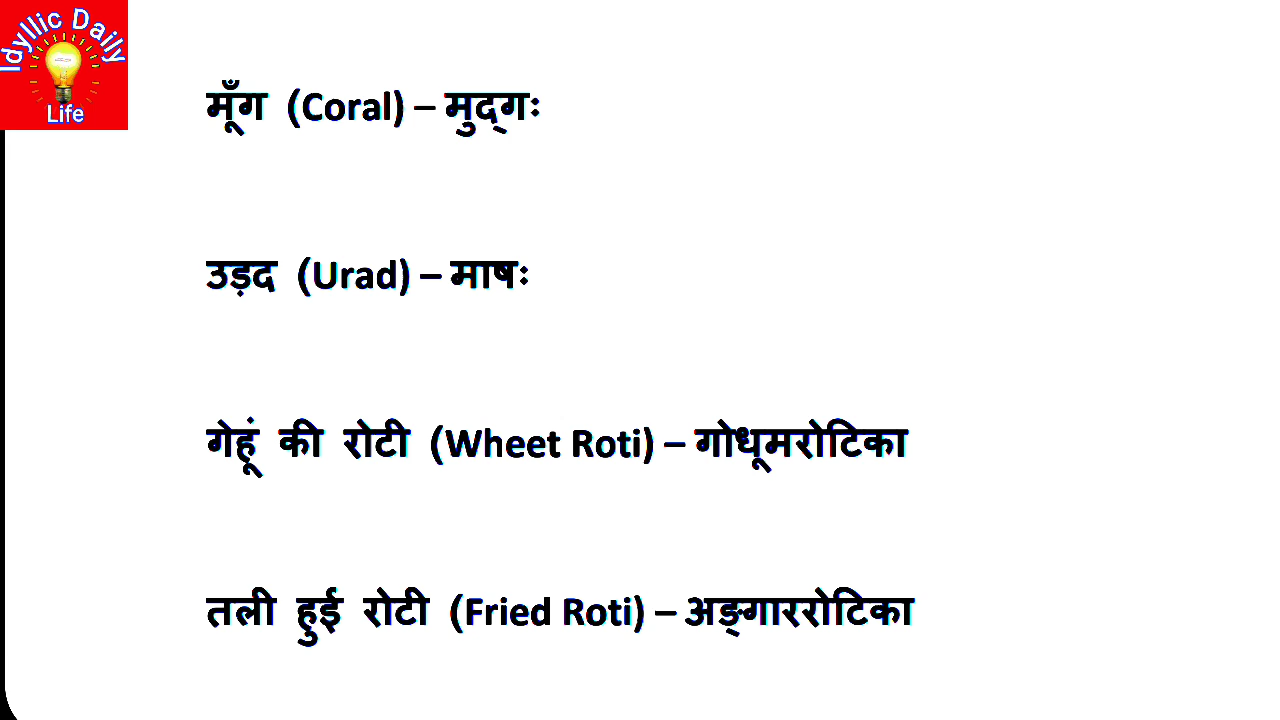 Idyllic Daily
Life
मूँग (Coral) – मुद्गः
उड़द (Urad) – माषः
गेहूं की रोटी (Wheet Roti) – गोधूमरोटिका
तली हुई रोटी (Fried Roti) – अङ्गाररोटिका